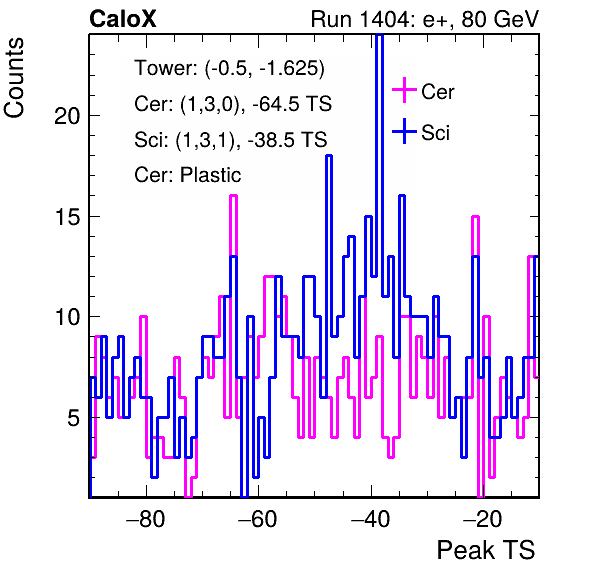 CaloX Run 1404: e+, 80 GeV
Counts
Tower: (-0.5, -1.625)
Cer: (1,3,0), -64.5 TS
Sci: (1,3,1), -38.5 TS
Cer: Plastic
Cer
Sci
20
15
10
5
−80 −60 −40 −20
Peak TS